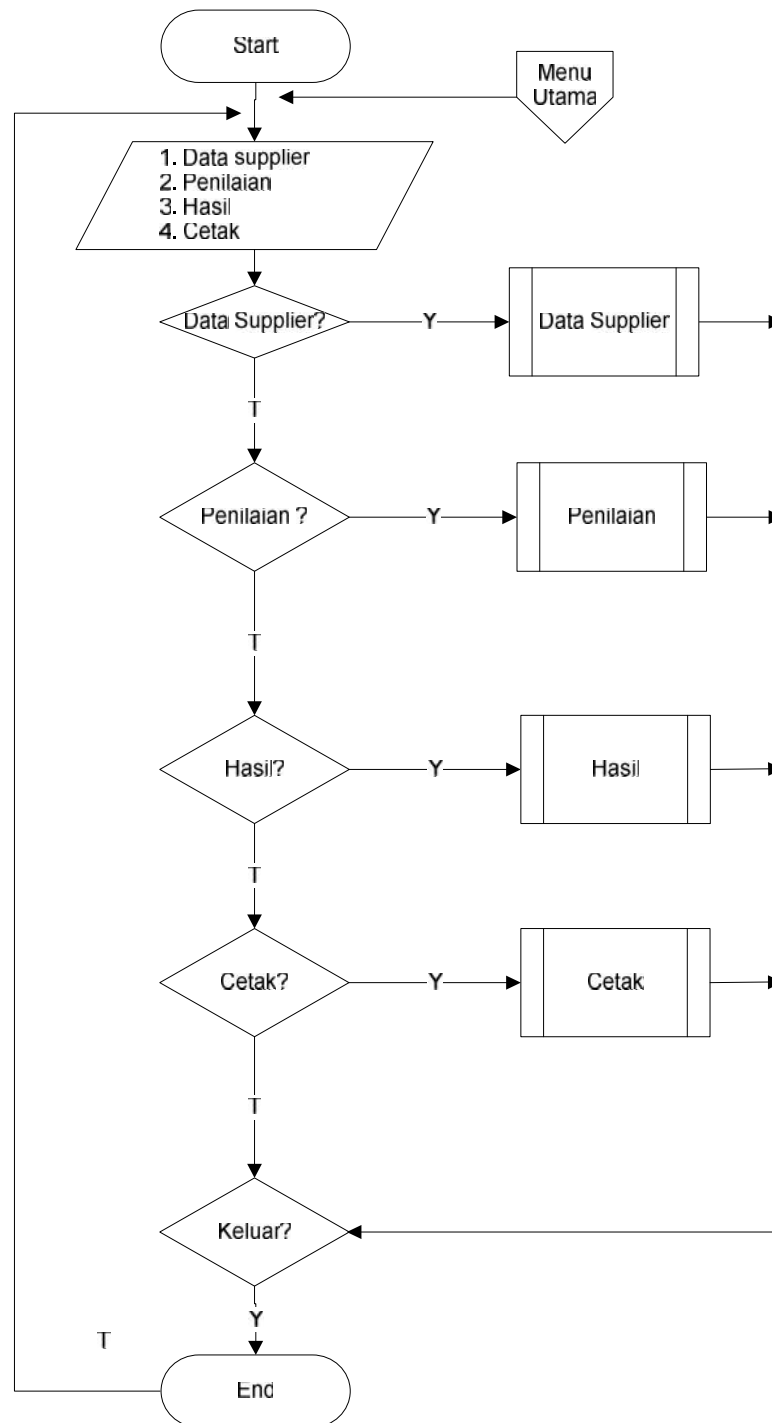 Start
Menu
Utama
1. Data supplier
2. Penilaian
3. Hasil
4. Cetak
Data Supplier?
Y
Data Supplier
T
Penilaian ?
Y
Penilaian
T
Hasil?
Y
Hasil
T
Cetak?
Y
Cetak
T
Keluar?
Y
T
End